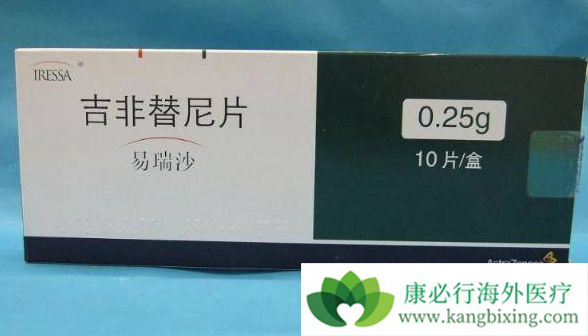 IRESSA®
吉非替尼片
易瑞沙
0.25g
10片/盒
AstraZeneca
康必行海外医疗
www.kangbixing.com